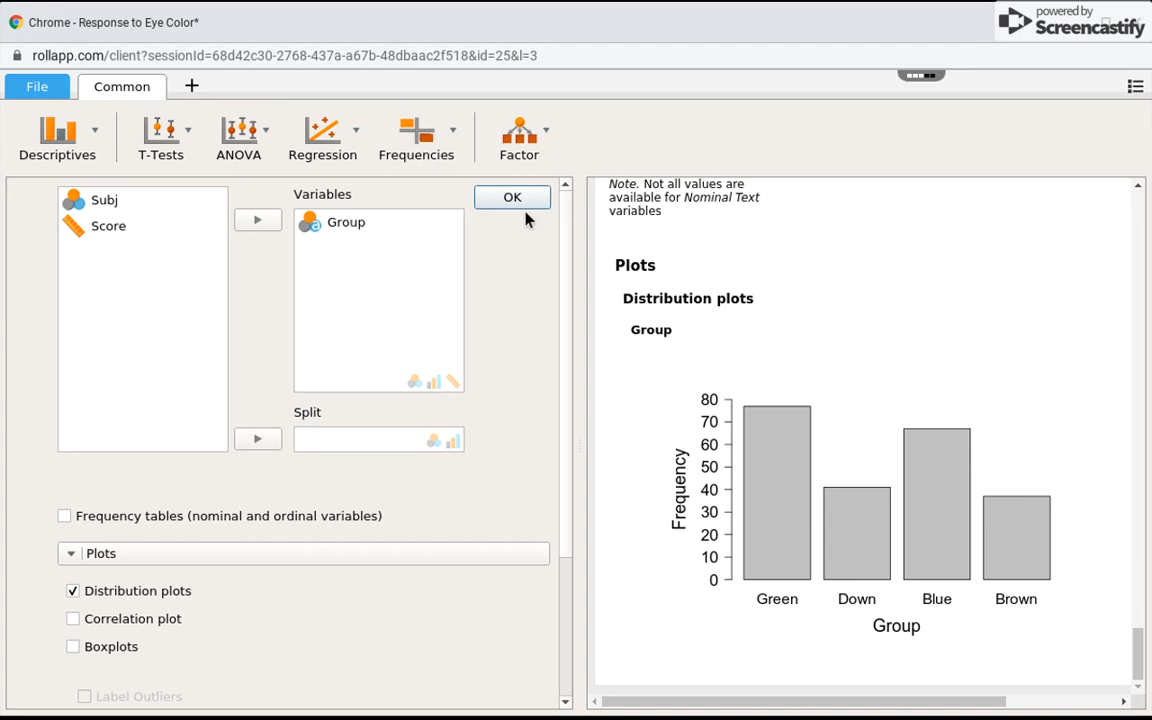 Chrome - Response to Eye Color*
powered by
Screencastify
rollapp.com/client?sessionId=68d42c30-2768-437a-a67b-48dbaac2f518&id=25&l=3
File
Common
+
Descriptives
T-Tests
ANOVA
Regression
Frequencies
Factor
Subj
Score
Variables
Group
OK
Split
Frequency tables (nominal and ordinal variables)
Plots
Distribution plots
Correlation plot
Boxplots
Label Outliers
Note. Not all values are
available for Nominal Text
variables
Plots
Distribution plots
Group
80
70
60
50
40
30
20
10
0
Frequency
Green Down Blue Brown
Group